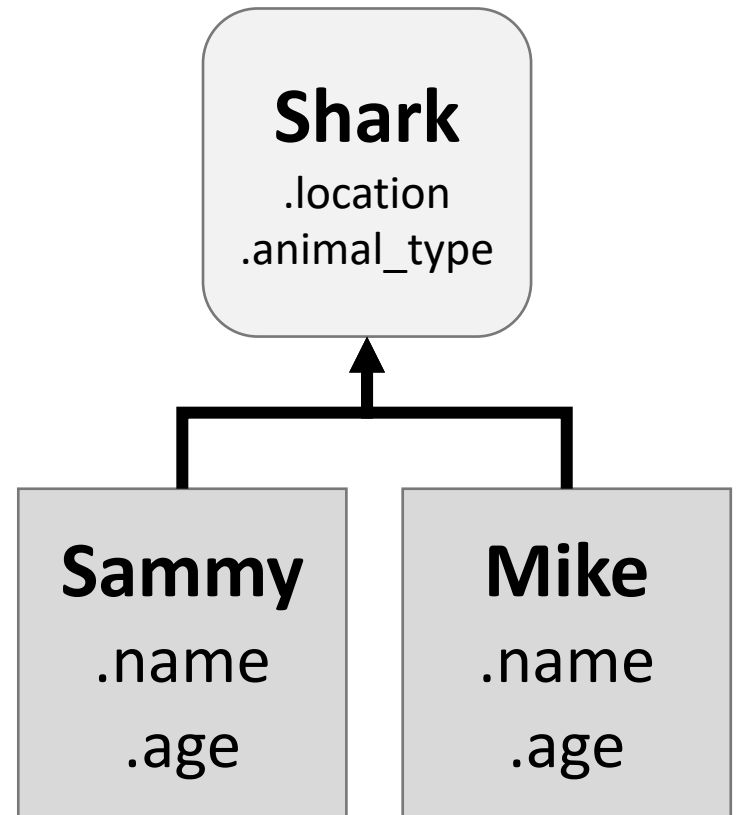 Shark
.location
.animal_type
Sammy
.name
.age
Mike
.name
.age